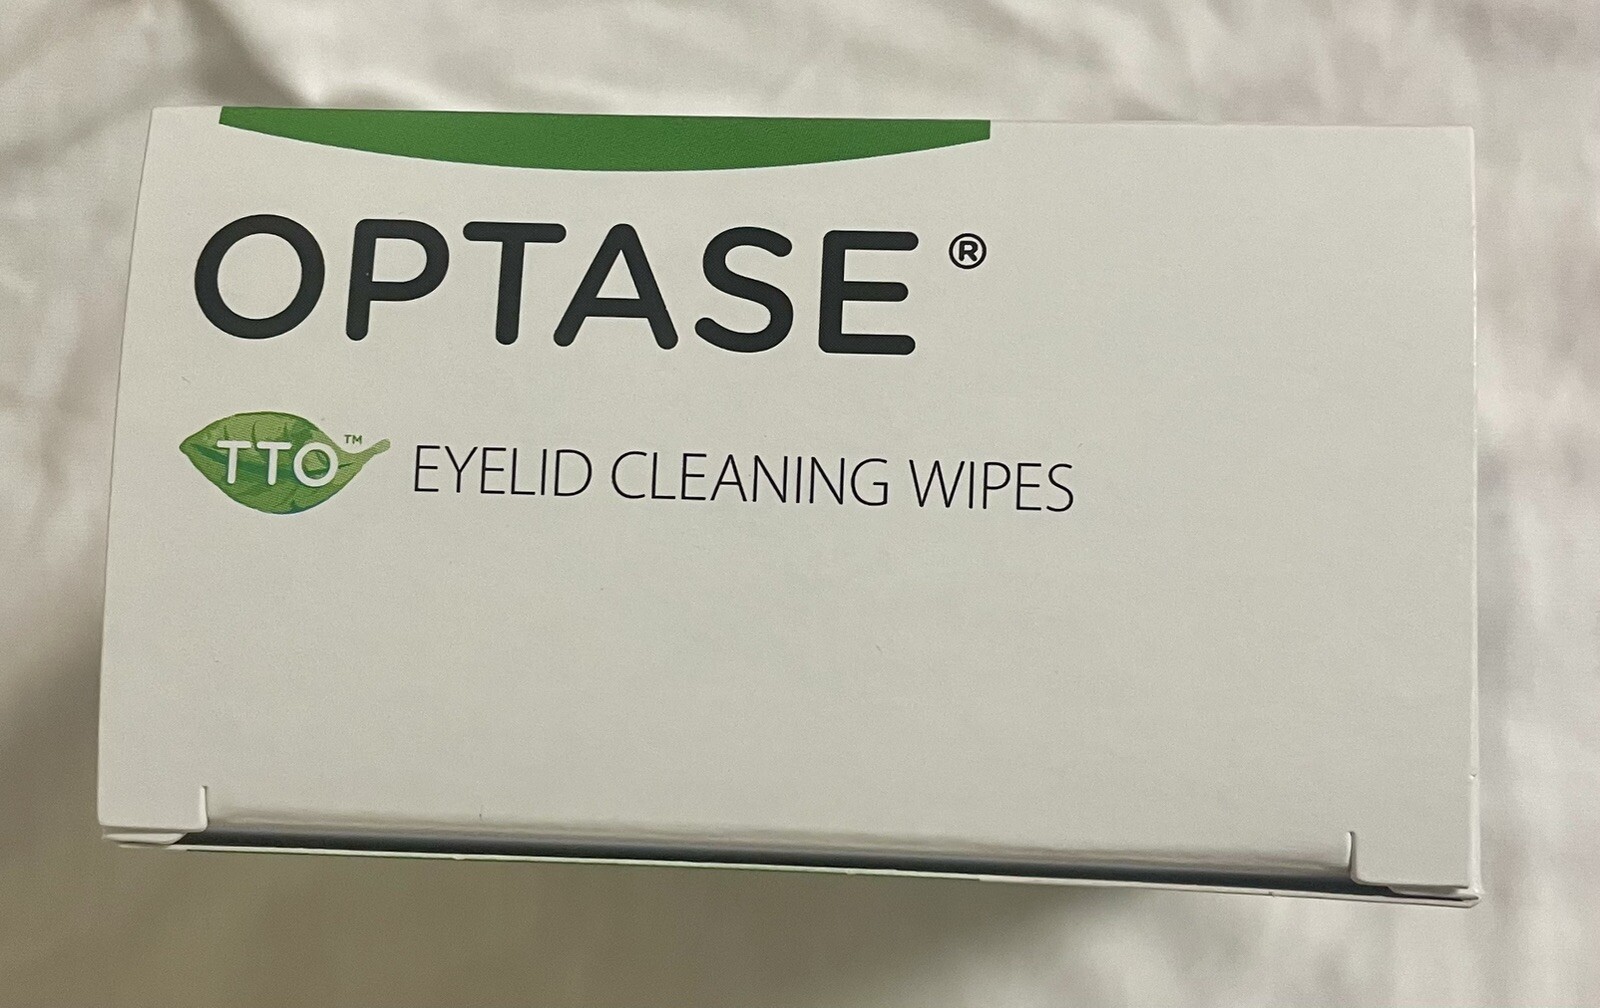 OPTASE®
TTO™ EYELID CLEANING WIPES